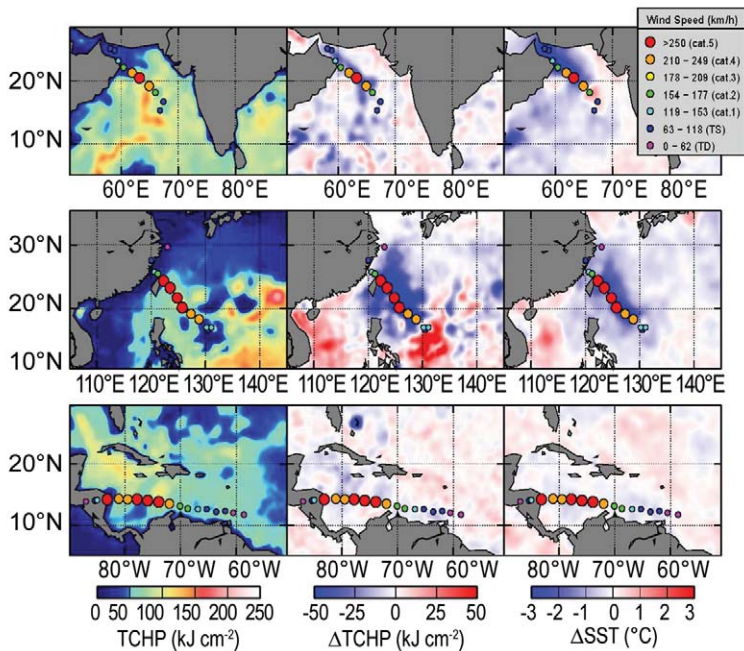 Wind Speed (km/h)
>250 (cat.5)
210 – 249 (cat.4)
178 – 209 (cat.3)
154 – 177 (cat.2)
119 – 153 (cat.1)
63 – 118 (TS)
0 – 62 (TD)
20°N
10°N
60°E 70°E 80°E 60°E 70°E 80°E 60°E 70°E 80°E
30°N
20°N
10°N
110°E 120°E 130°E 140°E 110°E 120°E 130°E 140°E 110°E 120°E 130°E 140°E
20°N
10°N
80°W 70°W 60°W 80°W 70°W 60°W 80°W 70°W 60°W
0 50 100 150 200 250 -50 -25 0 25 50 -3 -2 -1 0 1 2 3
TCHP ΔTCHP ΔSST (°C)
(kJ cm-2) (kJ cm-2)